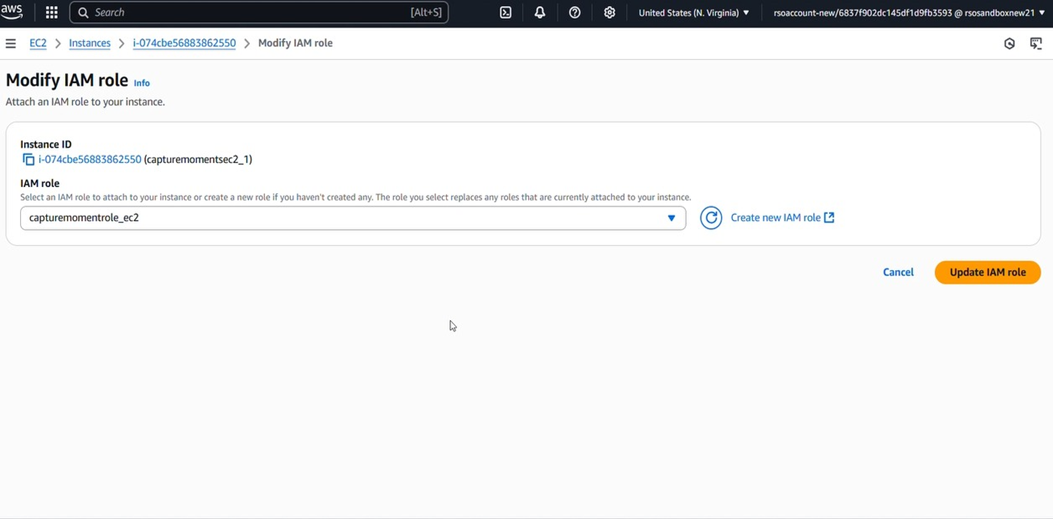 aws Search [Alt+S] United States (N. Virginia) rsoaccount-new/6837f902dc145df1d9fb3593 @ rsosandboxnew21
EC2 > Instances > i-074cbe56883862550 > Modify IAM role
Modify IAM role Info
Attach an IAM role to your instance.
Instance ID
i-074cbe56883862550 (capturemomentsec2_1)
IAM role
Select an IAM role to attach to your instance or create a new role if you haven't created any. The role you select replaces any roles that are currently attached to your instance.
capturemomentrole_ec2 Create new IAM role
Cancel Update IAM role